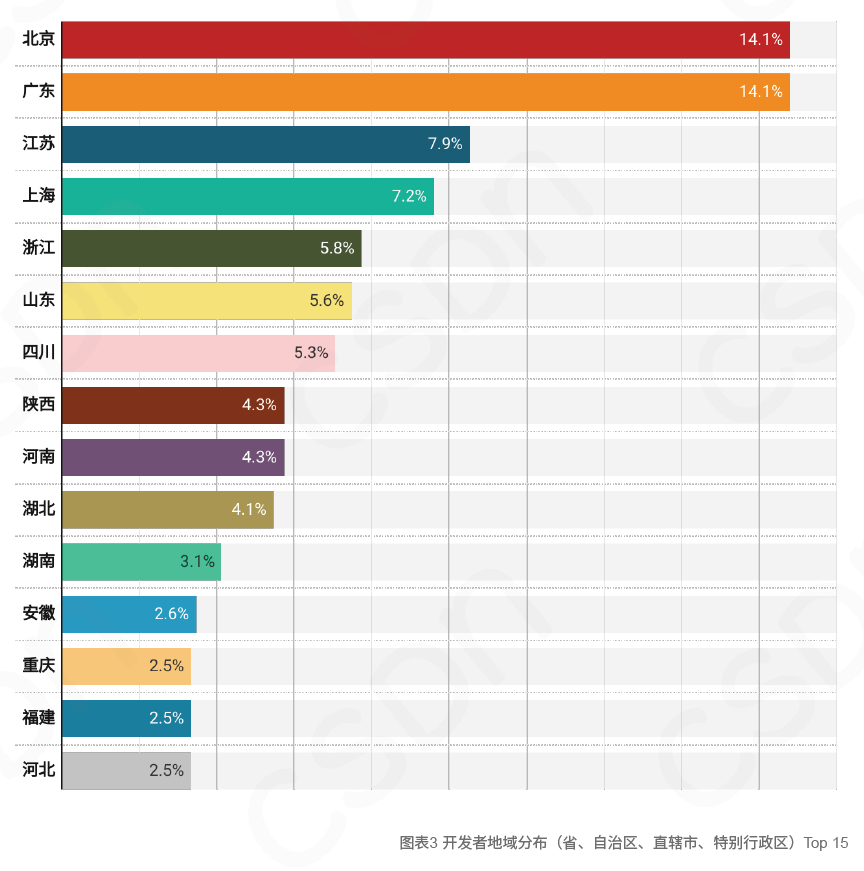 北京 14.1%
广东 14.1%
江苏 7.9%
上海 7.2%
浙江 5.8%
山东 5.6%
四川 5.3%
陕西 4.3%
河南 4.3%
湖北 4.1%
湖南 3.1%
安徽 2.6%
重庆 2.5%
福建 2.5%
河北 2.5%
图表3 开发者地域分布（省、自治区、直辖市、特别行政区）Top 15
CSDN
CSDN